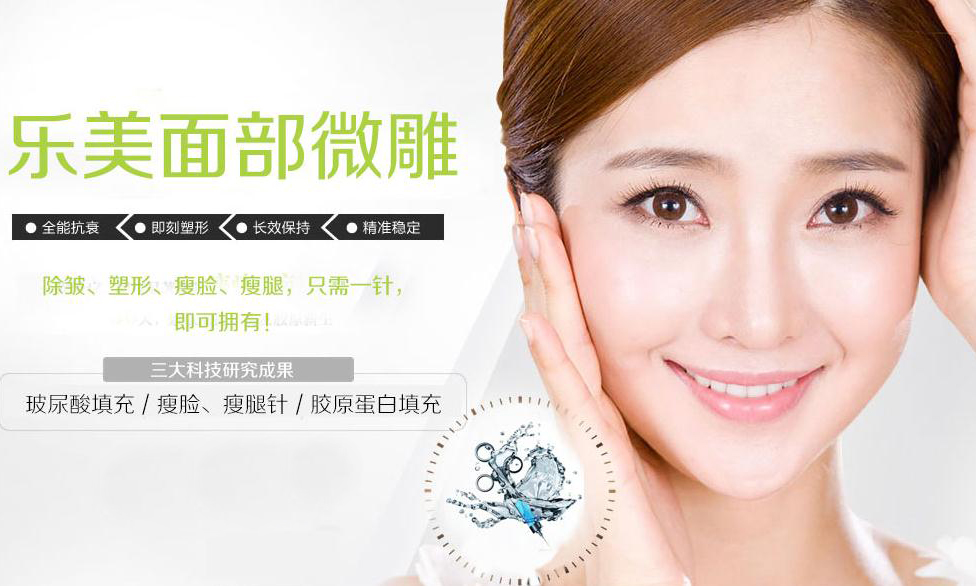 乐美面部微雕
全能抗衰 即刻塑形 长效保持 精准稳定
除皱、塑形、瘦脸、瘦腿，只需一针，
即可拥有！
三大科技研究成果
玻尿酸填充 / 瘦脸、瘦腿针 / 胶原蛋白填充